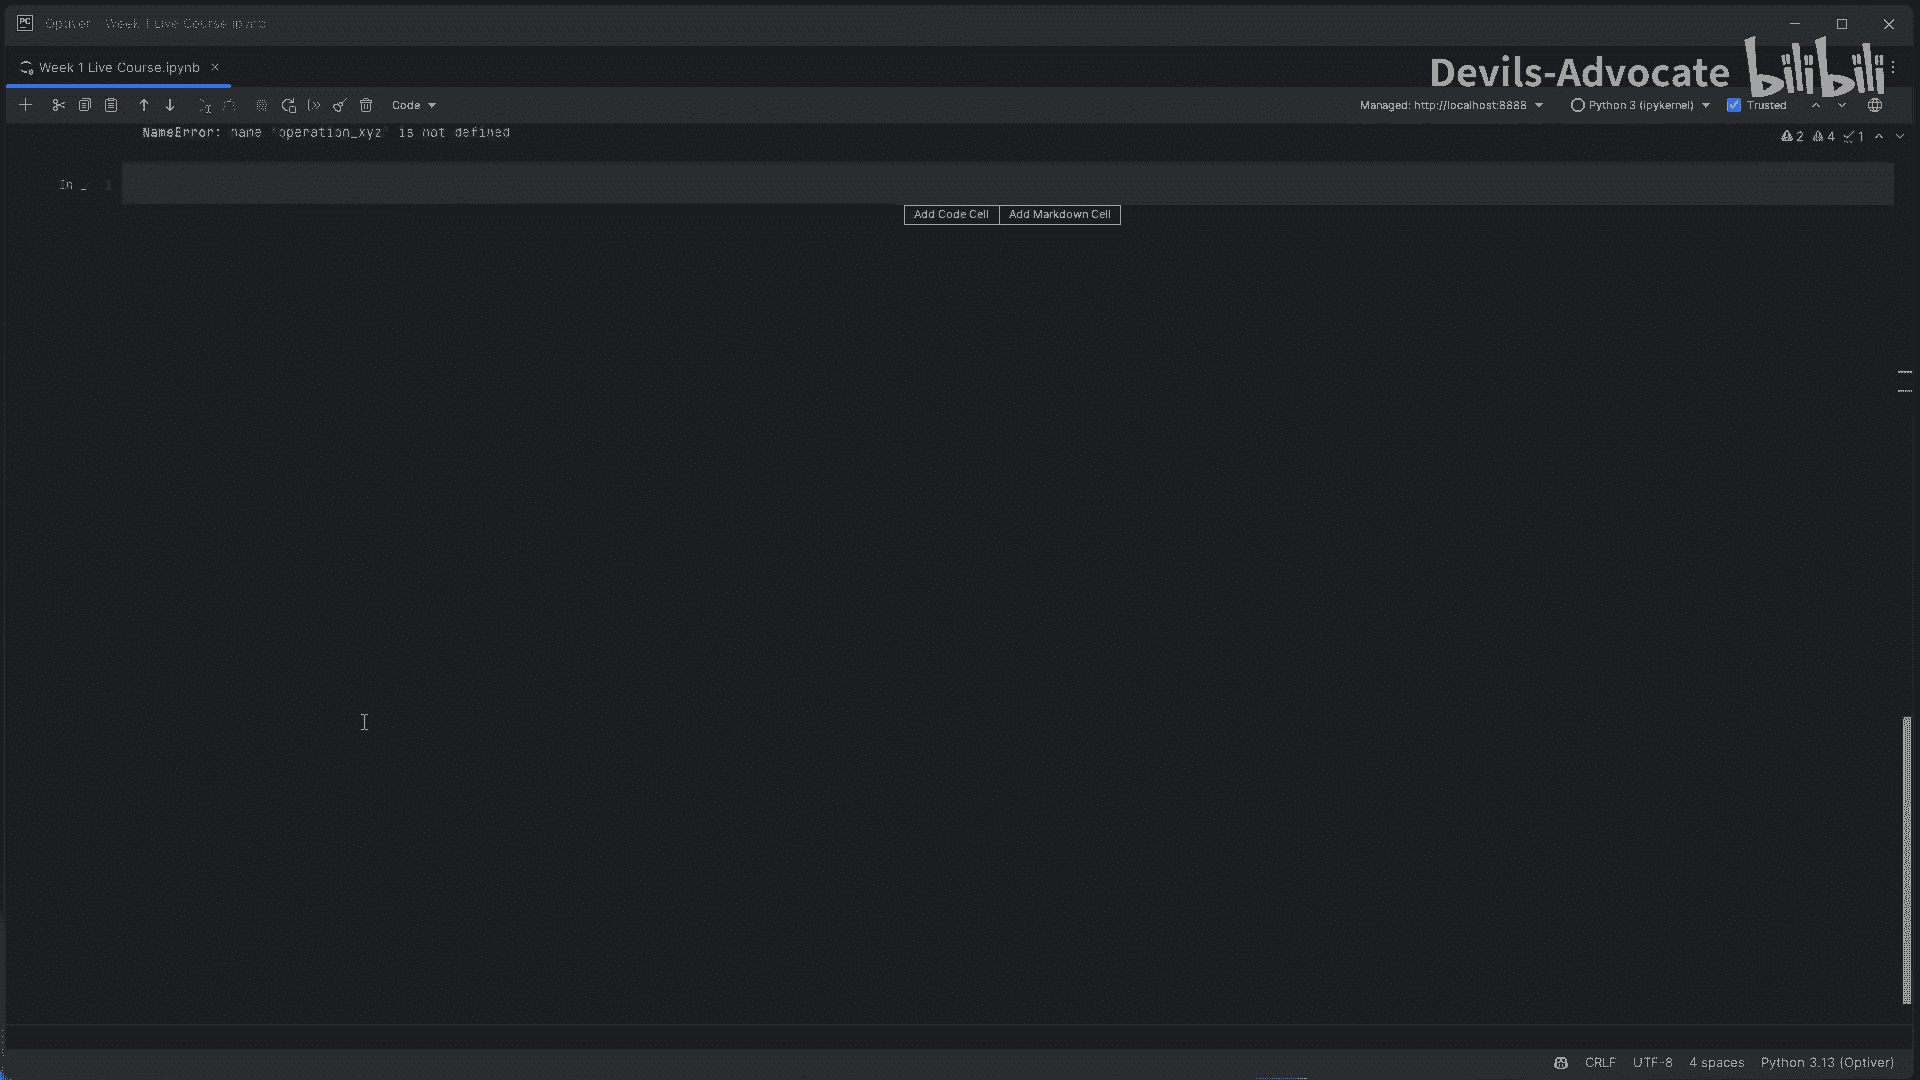 PC Optiver - Week 1 Live Course.ipynb
Week 1 Live Course.ipynb
Devils-Advocate bilibili
Code
Managed: http://localhost:8888
Python 3 (ipykernel)
Trusted
NameError: name 'operation_xyz' is not defined
2 4 1
In _ 1
Add Code Cell Add Markdown Cell
CRLF UTF-8 4 spaces Python 3.13 (Optiver)